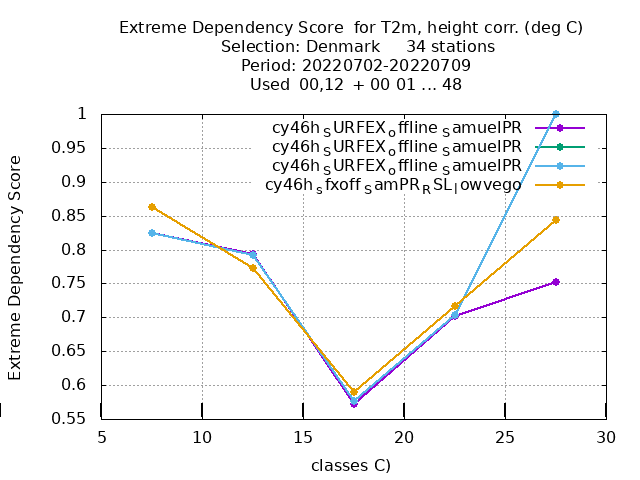 Extreme Dependency Score  for T2m, height corr. (deg C)
Selection: Denmark     34 stations
Period: 20220702-20220709
Used  00,12  + 00 01 ... 48
Extreme Dependency Score
1
0.95
0.9
0.85
0.8
0.75
0.7
0.65
0.6
0.55
cy46h_SURFEX_offline_SamuelPR
cy46h_SURFEX_offline_SamuelPR
cy46h_SURFEX_offline_SamuelPR
cy46h_sfxoff_SamPR_RSL_lowvego
5 10 15 20 25 30
classes C)